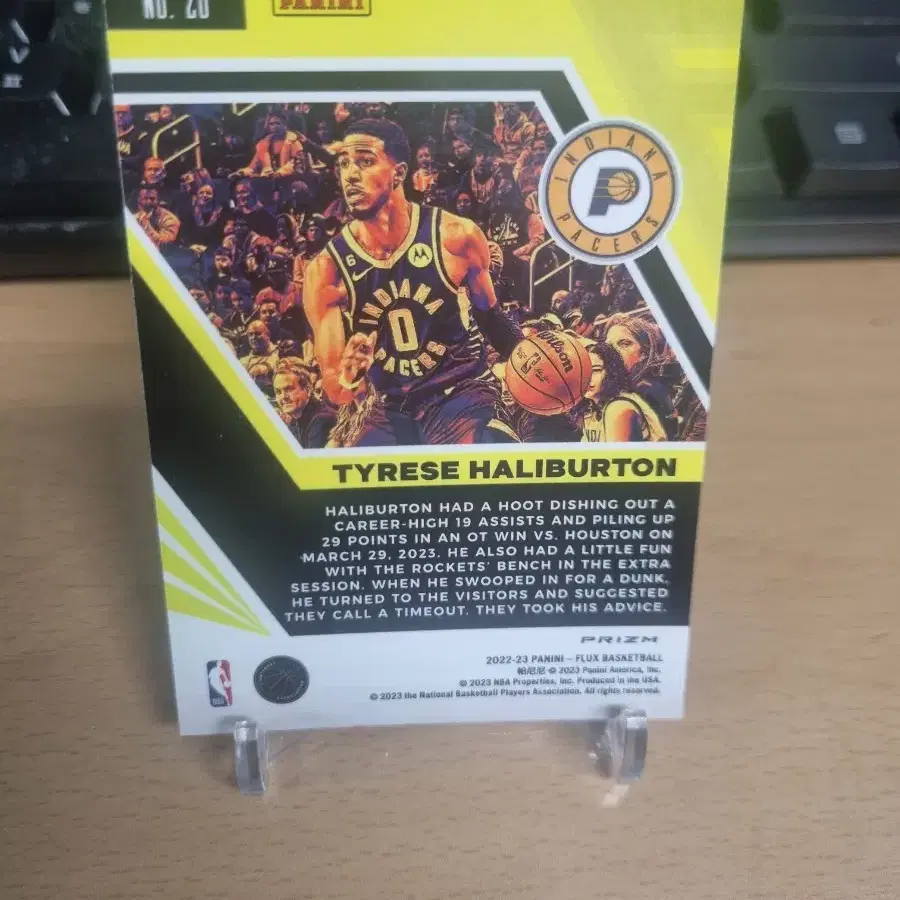 NO. 20
PANINI
INDIANA
PACERS
6
INDIANA
0
PACERS
Wilson
TYRESE HALIBURTON
HALIBURTON HAD A HOOT DISHING OUT A
CAREER-HIGH 19 ASSISTS AND PILING UP
29 POINTS IN AN OT WIN VS. HOUSTON ON
MARCH 29, 2023. HE ALSO HAD A LITTLE FUN
WITH THE ROCKETS' BENCH IN THE EXTRA
SESSION. WHEN HE SWOOPED IN FOR A DUNK,
HE TURNED TO THE VISITORS AND SUGGESTED
THEY CALL A TIMEOUT. THEY TOOK HIS ADVICE.
PRIZM
2022-23 PANINI – FLUX BASKETBALL
帕尼尼 © 2023 Panini America, Inc.
© 2023 NBA Properties, Inc. Produced in the USA.
© 2023 the National Basketball Players Association. All rights reserved.